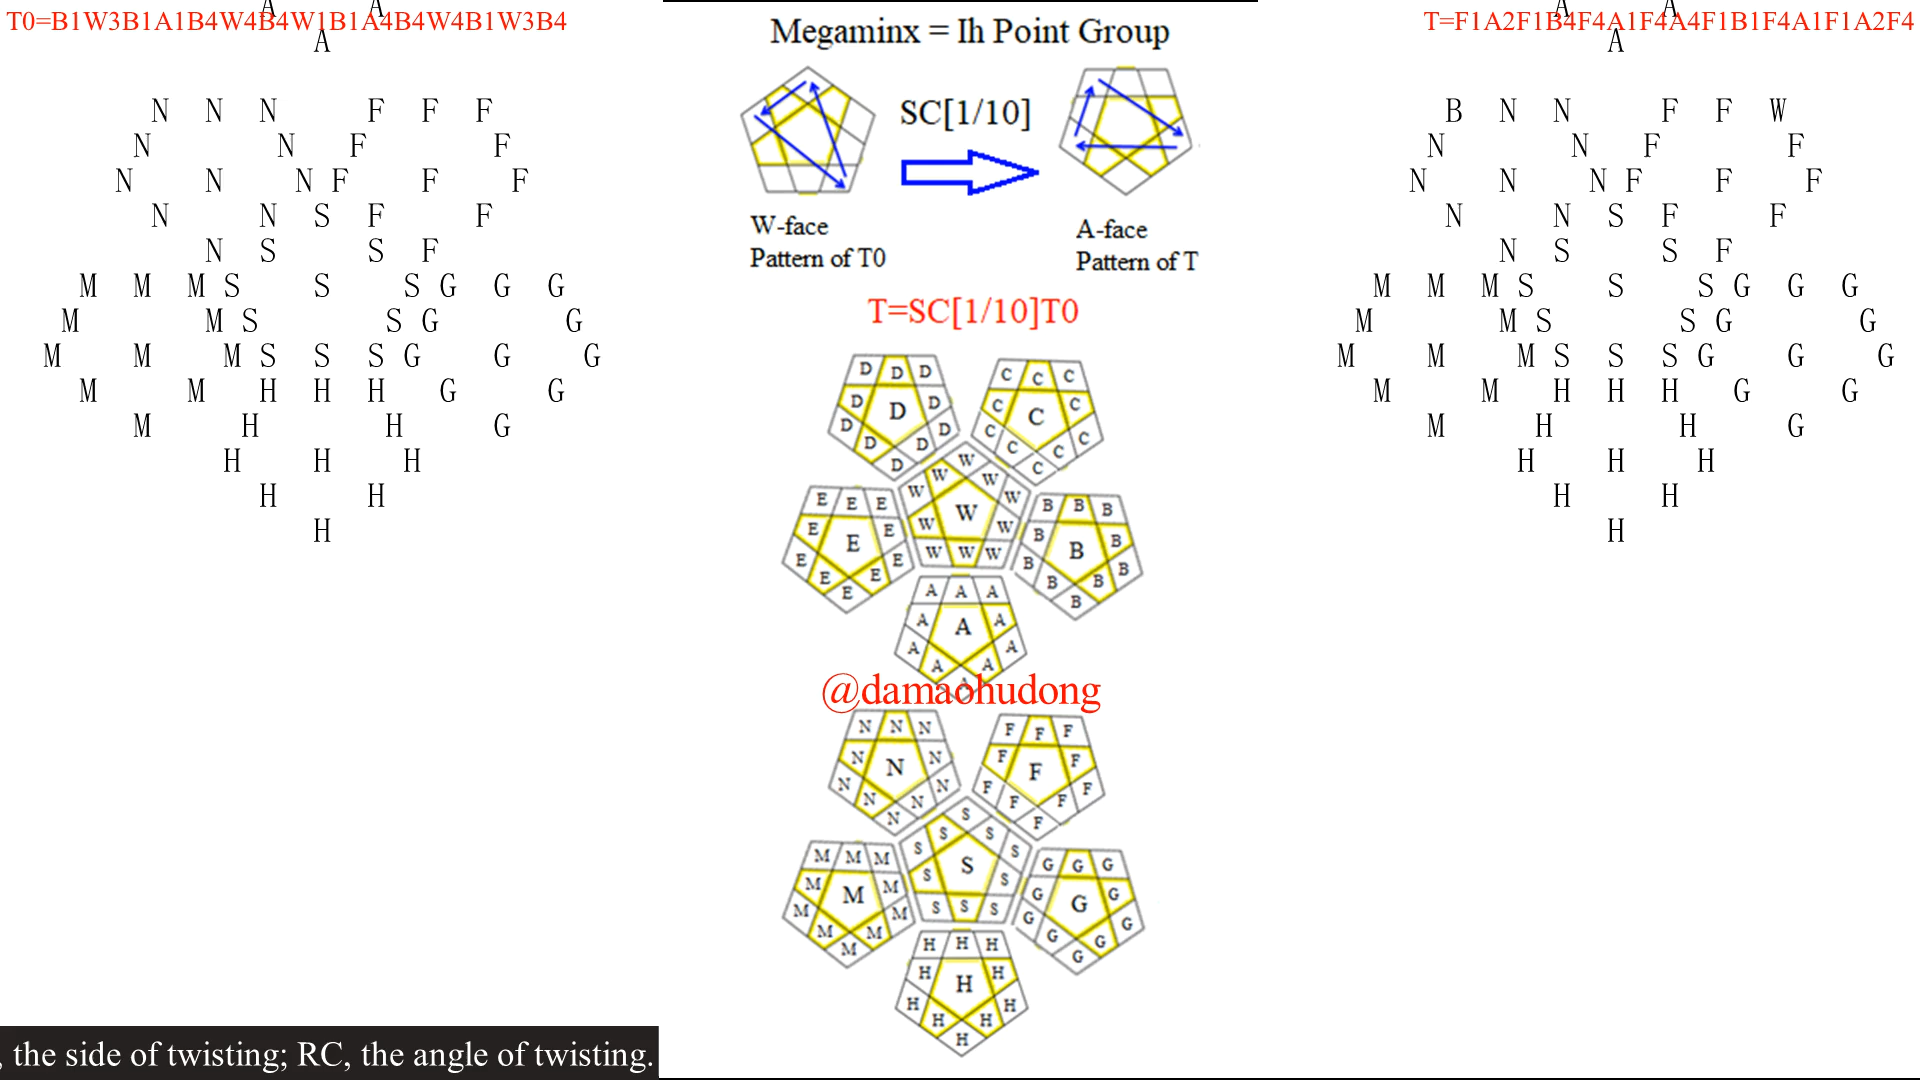 T0=B1W3B1A1B4W4B4W1B1A4B4W4B1W3B4
A A
A
N N N F F F
N N F F
N N N F F F
N N S F F
N S S F
M M M S S S G G G
M M S S G G
M M M S S S G G G
M M H H H G G
M H H G
H H H
H H
H
, the side of twisting; RC, the angle of twisting.
Megaminx = Ih Point Group
SC[1/10]
W-face
Pattern of T0
A-face
Pattern of T
T=SC[1/10]T0
D D D C C C
D D C C
D C
D D C C
D D C C
D W C
W W
W W
E E E W B B B
E W W B B
E E B B
E W W W B
E E B B
E E B B
E B
A A A
A A
A
A A
A A
A
@damaohudong
N N N F F F
N N F F
N F
N N F F
N N F F
N S F
S S
S S
M M M S G G G
M S S G G
M M G G
M S S S G
M M G G
M M G G
M G
H H H
H H
H
H H
H H
H
T=F1A2F1B4F4A1F4A4F1B1F4A1F1A2F4
A A
A
B N N F F W
N N F F
N N N F F F
N N S F F
N S S F
M M M S S S G G G
M M S S G G
M M M S S S G G G
M M H H H G G
M H H G
H H H
H H
H